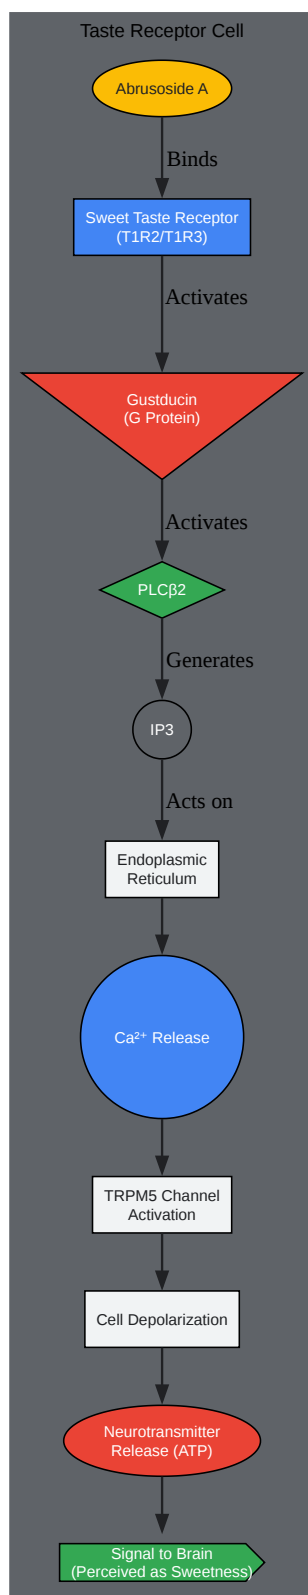 Taste Receptor Cell
Abrusoside A
Binds
Sweet Taste Receptor
(T1R2/T1R3)
Activates
Gustducin
(G Protein)
Activates
PLCβ2
Generates
IP3
Acts on
Endoplasmic
Reticulum
Ca²⁺ Release
TRPM5 Channel
Activation
Cell Depolarization
Neurotransmitter
Release (ATP)
Signal to Brain
(Perceived as Sweetness)